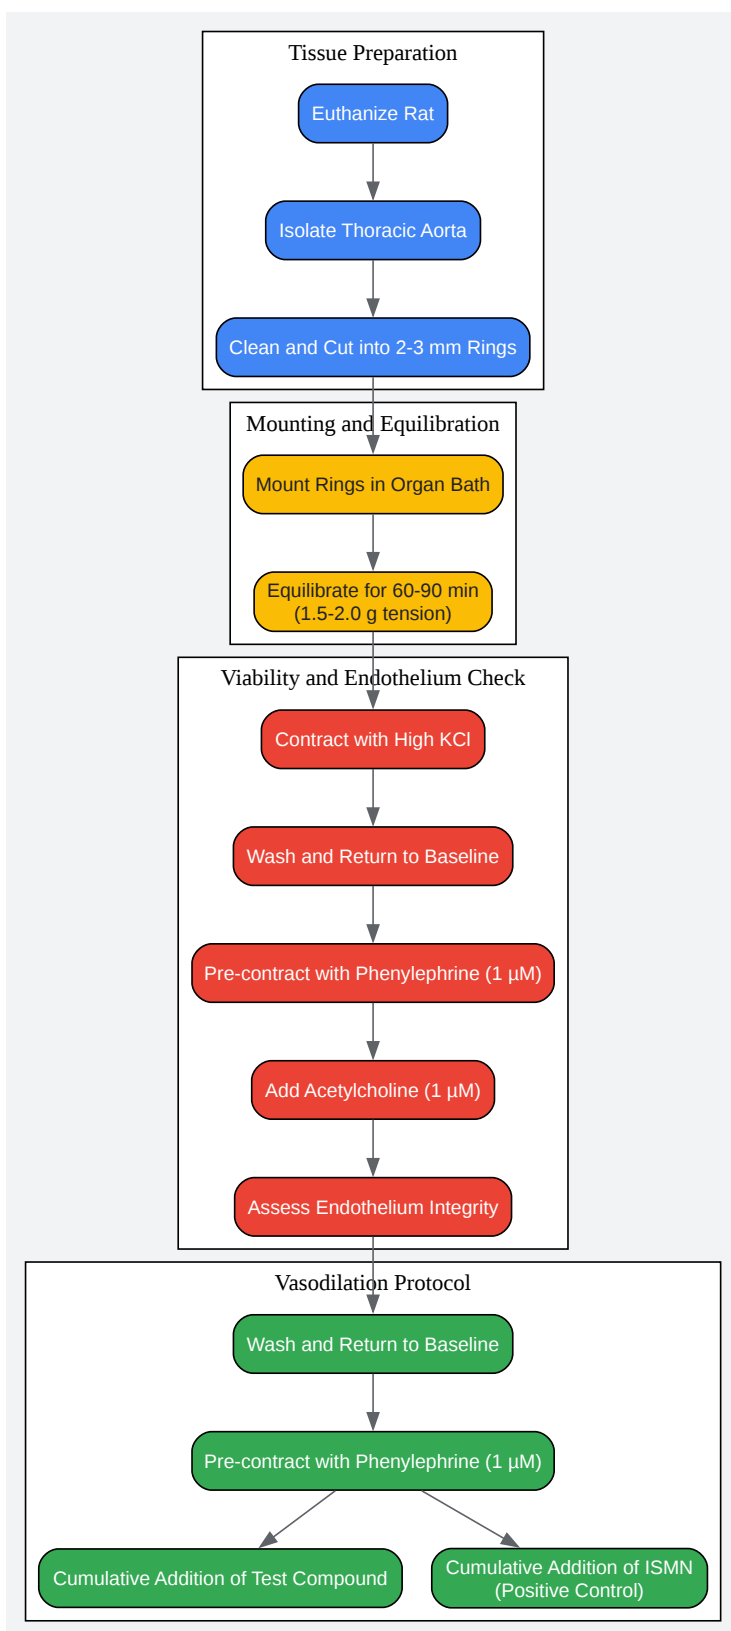 Tissue Preparation
Euthanize Rat
Isolate Thoracic Aorta
Clean and Cut into 2-3 mm Rings
Mounting and Equilibration
Mount Rings in Organ Bath
Equilibrate for 60-90 min
(1.5-2.0 g tension)
Viability and Endothelium Check
Contract with High KCl
Wash and Return to Baseline
Pre-contract with Phenylephrine (1 µM)
Add Acetylcholine (1 µM)
Assess Endothelium Integrity
Vasodilation Protocol
Wash and Return to Baseline
Pre-contract with Phenylephrine (1 µM)
Cumulative Addition of Test Compound
Cumulative Addition of ISMN
(Positive Control)